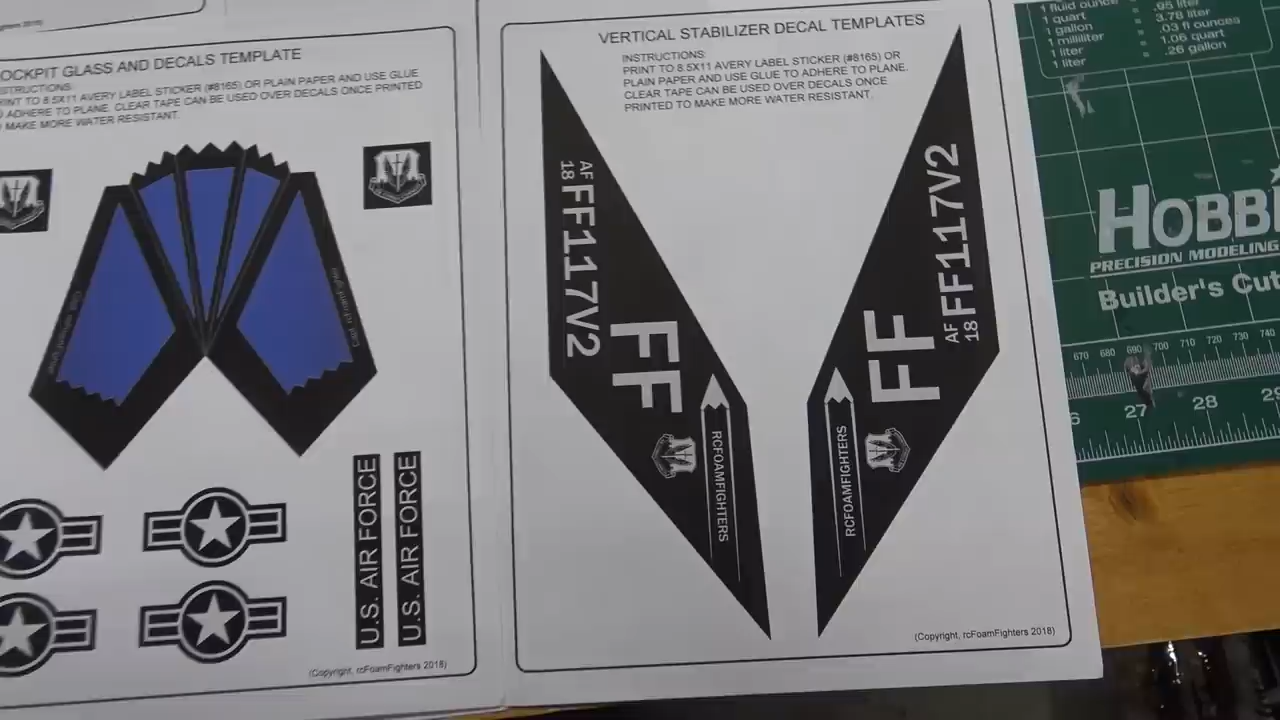 OCKPIT GLASS AND DECALS TEMPLATE
STRUCTIONS:
RINT TO 8.5X11 AVERY LABEL STICKER (#8165) OR PLAIN PAPER AND USE GLUE
ADHERE TO PLANE. CLEAR TAPE CAN BE USED OVER DECALS ONCE PRINTED
MAKE MORE WATER RESISTANT.
U.S. AIR FORCE
U.S. AIR FORCE
(Copyright, rcFoamFighters 2018)
VERTICAL STABILIZER DECAL TEMPLATES
INSTRUCTIONS:
PRINT TO 8.5X11 AVERY LABEL STICKER (#8165) OR
PLAIN PAPER AND USE GLUE TO ADHERE TO PLANE.
CLEAR TAPE CAN BE USED OVER DECALS ONCE
PRINTED TO MAKE MORE WATER RESISTANT.
AF
18
FF117V2
FF
RCFOAMFIGHTERS
AF
18
FF117V2
FF
RCFOAMFIGHTERS
(Copyright, rcFoamFighters 2018)
1 fluid ounce = .95 liter
1 quart = 3.78 liter
1 gallon = .03 fl ounces
1 milliliter = 1.06 quart
1 liter = .26 gallon
1 liter
HOBB
PRECISION MODELING
Builder's Cut
670 680 690 700 710 720 730 740
6 27 28 29